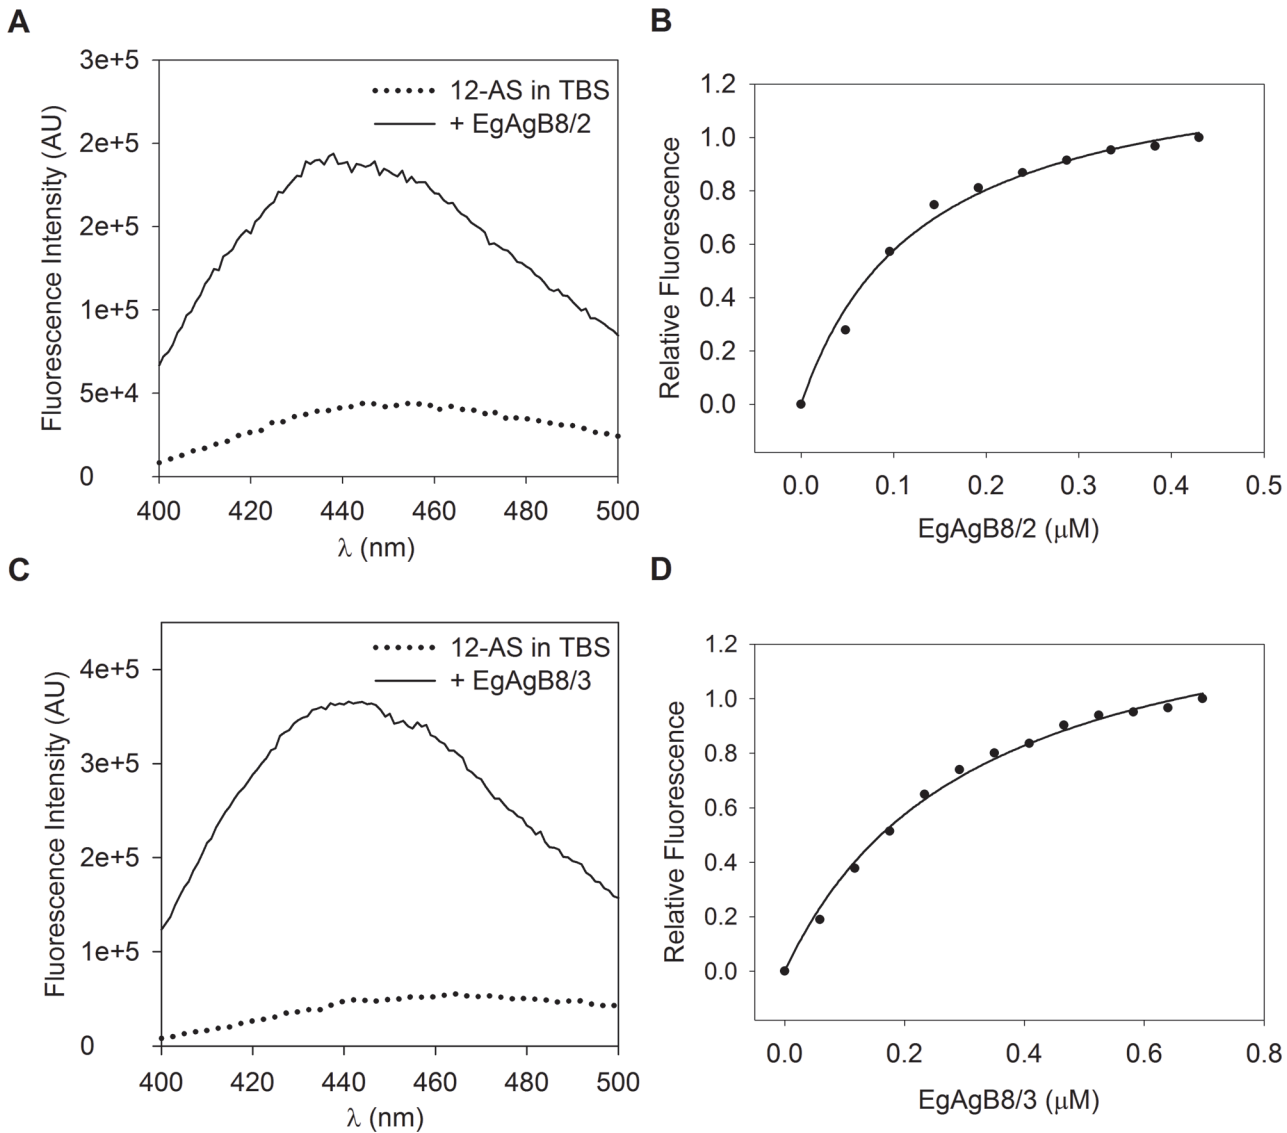 A
3e+5
2e+5
2e+5
1e+5
5e+4
0
Fluorescence Intensity (AU)
12-AS in TBS
+ EgAgB8/2
400 420 440 460 480 500
λ (nm)
B
1.2
1.0
0.8
0.6
0.4
0.2
0.0
Relative Fluorescence
0.0 0.1 0.2 0.3 0.4 0.5
EgAgB8/2 (μM)
C
4e+5
3e+5
2e+5
1e+5
0
Fluorescence Intensity (AU)
12-AS in TBS
+ EgAgB8/3
400 420 440 460 480 500
λ (nm)
D
1.2
1.0
0.8
0.6
0.4
0.2
0.0
Relative Fluorescence
0.0 0.2 0.4 0.6 0.8
EgAgB8/3 (μM)